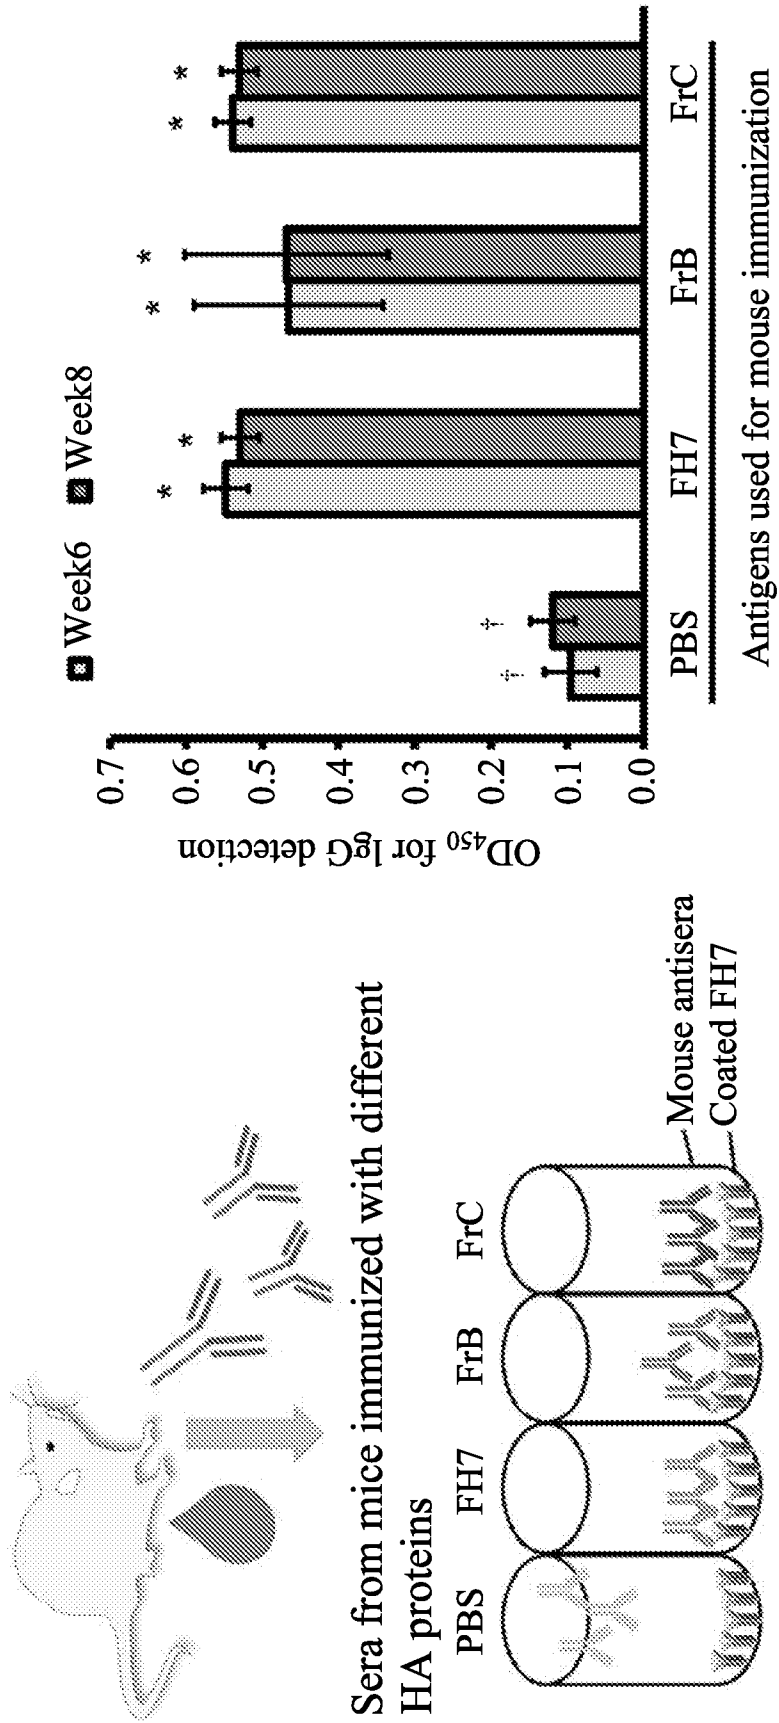 Sera from mice immunized with different
HA proteins
PBS
FH7
FrB
FrC
Mouse antisera
Coated FH7
Week6
Week8
OD450 for IgG detection
0.7
0.6
0.5
0.4
0.3
0.2
0.1
0.0
†
†
*
*
*
*
*
*
PBS
FH7
FrB
FrC
Antigens used for mouse immunization